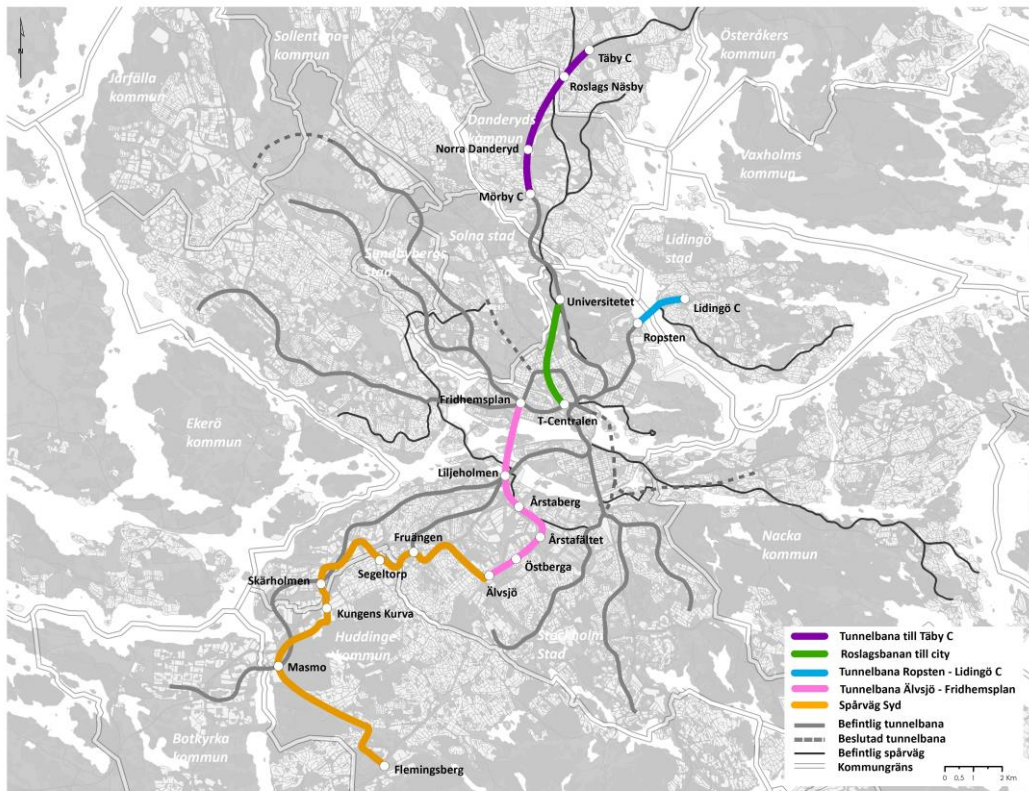 N
Sollentuna
kommun
Österåkers
kommun
Järfälla
kommun
Täby C
Roslags Näsby
Danderyds
kommun
Norra Danderyd
Vaxholms
kommun
Mörby C
Solna stad
Lidingö
stad
Sundbybergs
stad
Universitetet
Lidingö C
Ropsten
Fridhemsplan
T-Centralen
Ekerö
kommun
Liljeholmen
Årstaberg
Årstafältet
Nacka
kommun
Fruängen
Segeltorp
Östberga
Skärholmen
Älvsjö
Kungens Kurva
Huddinge
kommun
Stockholm
Stad
Masmo
Botkyrka
kommun
Flemingsberg
Tunnelbana till Täby C
Roslagsbanan till city
Tunnelbana Ropsten - Lidingö C
Tunnelbana Älvsjö - Fridhemsplan
Spårväg Syd
Befintlig tunnelbana
Beslutad tunnelbana
Befintlig spårväg
Kommungräns
0 0,5 1 2 Km